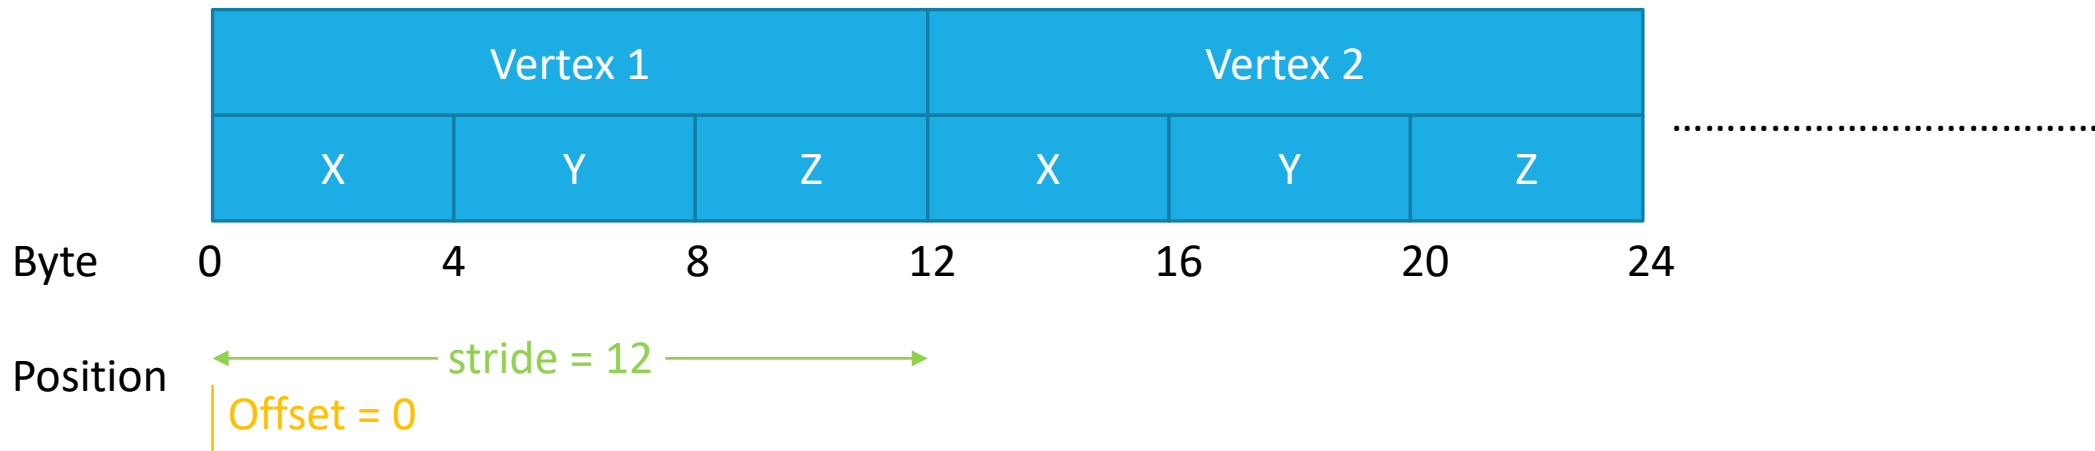 Vertex 1 Vertex 2
X Y Z X Y Z
Byte 0 4 8 12 16 20 24
stride = 12
Position
Offset = 0